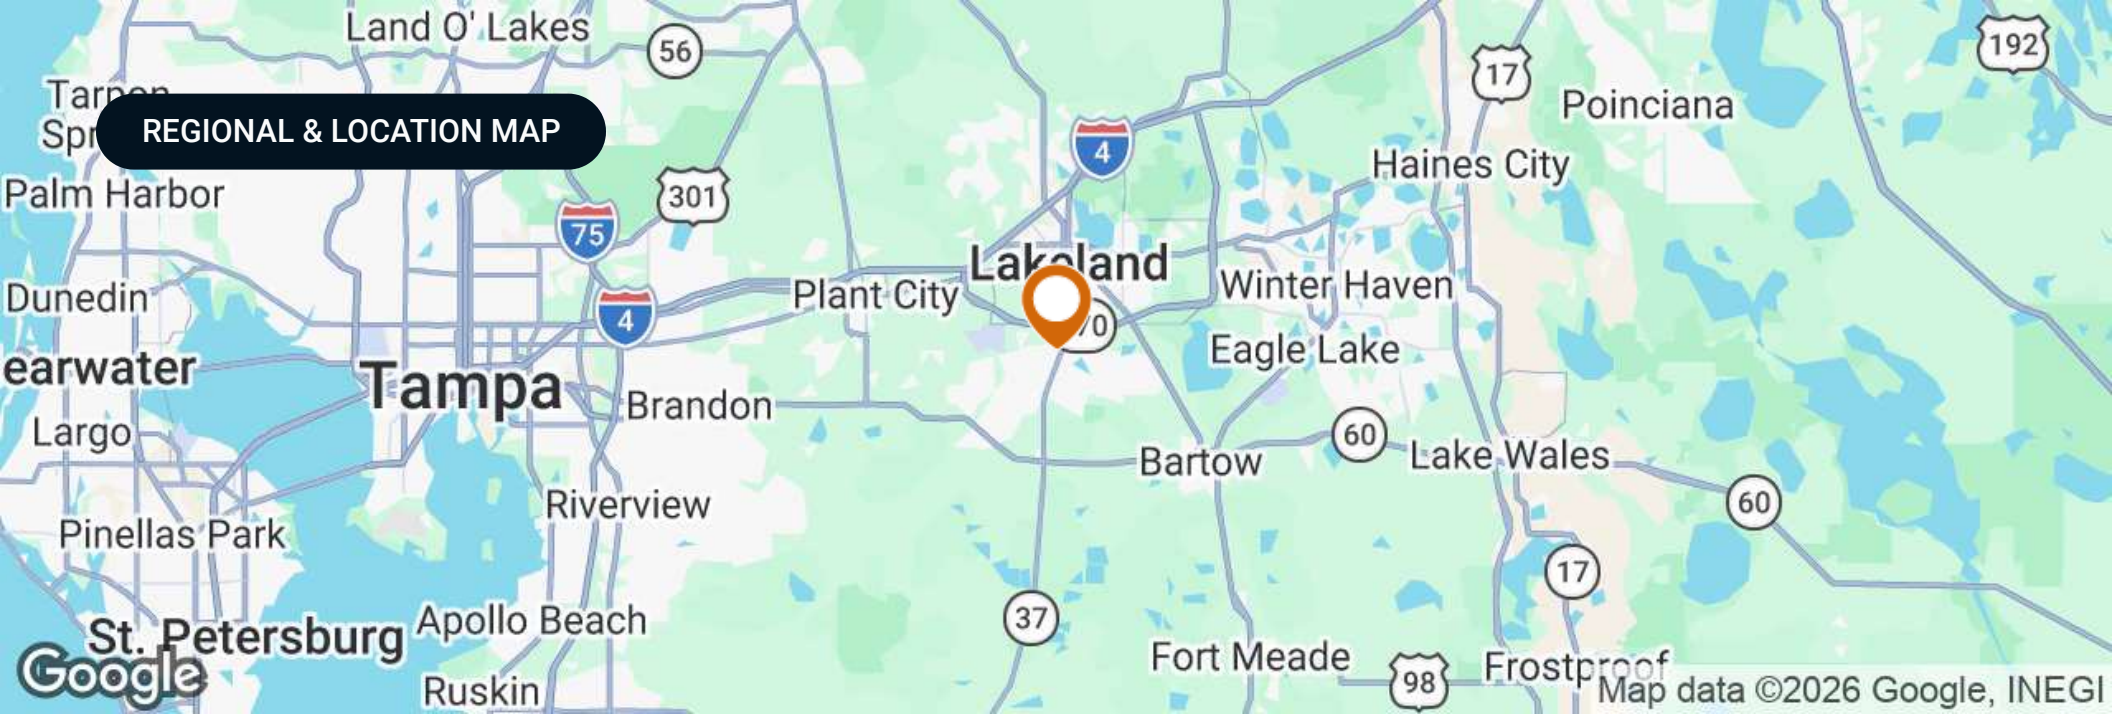 Land O' Lakes
56
17
192
Tarpon
Poinciana
REGIONAL & LOCATION MAP
4
Haines City
Palm Harbor
301
75
Lakeland
Dunedin
Plant City
Winter Haven
4
70
Eagle Lake
earwater
Tampa
Brandon
Largo
60
Bartow
Lake Wales
60
Riverview
Pinellas Park
17
37
Apollo Beach
St. Petersburg
Fort Meade
98
Frostproof
Google
Ruskin
Map data ©2026 Google, INEGI